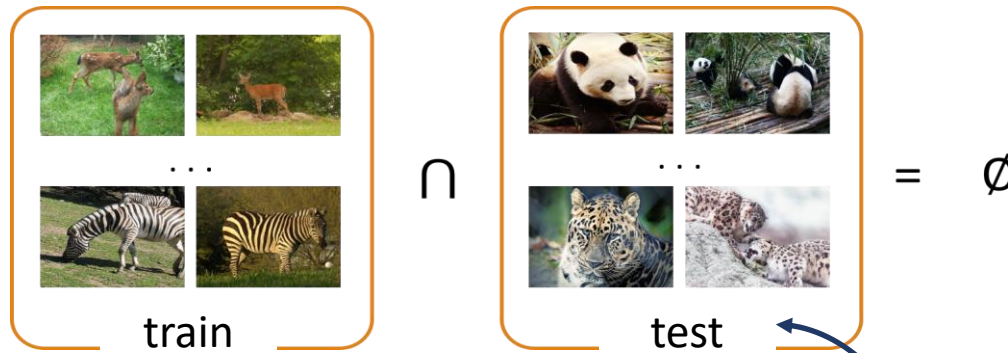 . . .
. . .
∩
= ∅
train
test